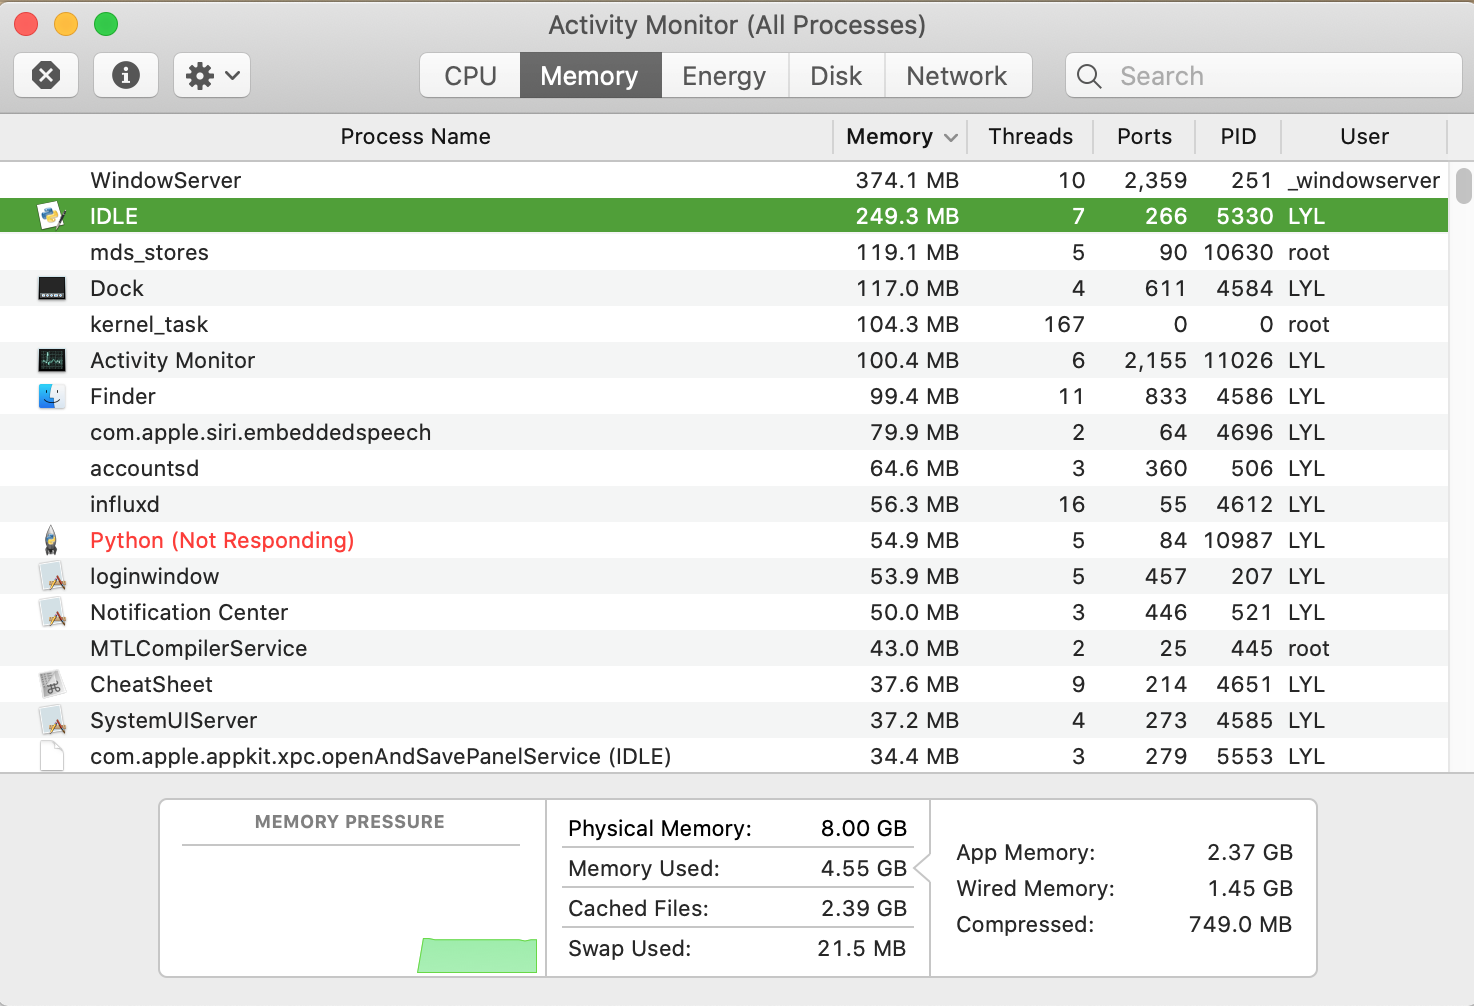 Activity Monitor (All Processes)
CPU Memory Energy Disk Network Search
Process Name Memory Threads Ports PID User
WindowServer 374.1 MB 10 2,359 251 _windowserver
IDLE 249.3 MB 7 266 5330 LYL
mds_stores 119.1 MB 5 90 10630 root
Dock 117.0 MB 4 611 4584 LYL
kernel_task 104.3 MB 167 0 0 root
Activity Monitor 100.4 MB 6 2,155 11026 LYL
Finder 99.4 MB 11 833 4586 LYL
com.apple.siri.embeddedspeech 79.9 MB 2 64 4696 LYL
accountsd 64.6 MB 3 360 506 LYL
influxd 56.3 MB 16 55 4612 LYL
Python (Not Responding) 54.9 MB 5 84 10987 LYL
loginwindow 53.9 MB 5 457 207 LYL
Notification Center 50.0 MB 3 446 521 LYL
MTLCompilerService 43.0 MB 2 25 445 root
CheatSheet 37.6 MB 9 214 4651 LYL
SystemUIServer 37.2 MB 4 273 4585 LYL
com.apple.appkit.xpc.openAndSavePanelService (IDLE) 34.4 MB 3 279 5553 LYL
MEMORY PRESSURE
Physical Memory: 8.00 GB
Memory Used: 4.55 GB
Cached Files: 2.39 GB
Swap Used: 21.5 MB
App Memory: 2.37 GB
Wired Memory: 1.45 GB
Compressed: 749.0 MB